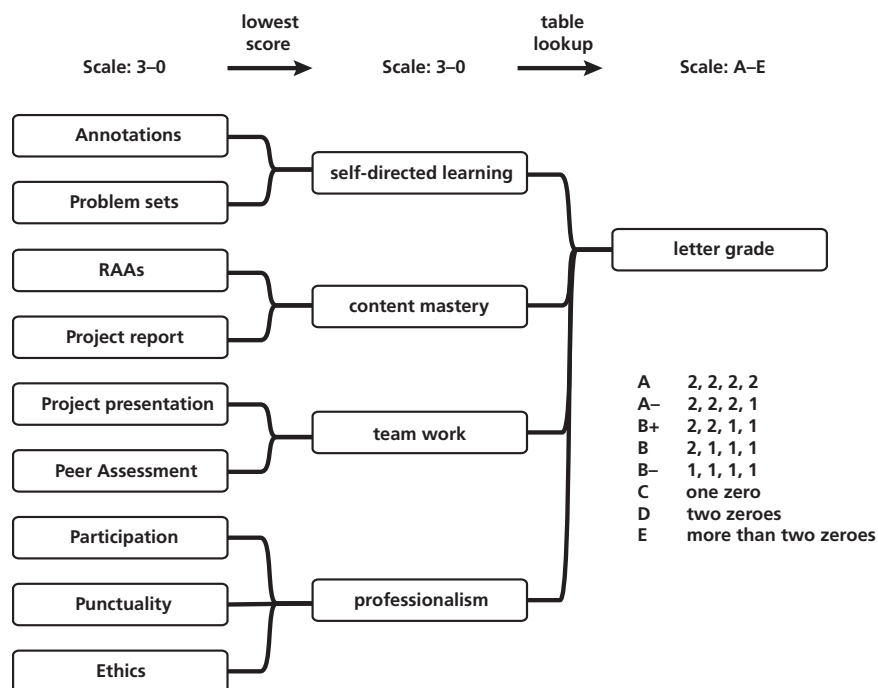 lowest
score
table
lookup
Scale: 3–0
Scale: 3–0
Scale: A–E
Annotations
Problem sets
self-directed learning
RAAs
Project report
content mastery
Project presentation
Peer Assessment
team work
Participation
Punctuality
Ethics
professionalism
letter grade
A 2, 2, 2, 2
A– 2, 2, 2, 1
B+ 2, 2, 1, 1
B 2, 1, 1, 1
B– 1, 1, 1, 1
C one zero
D two zeroes
E more than two zeroes